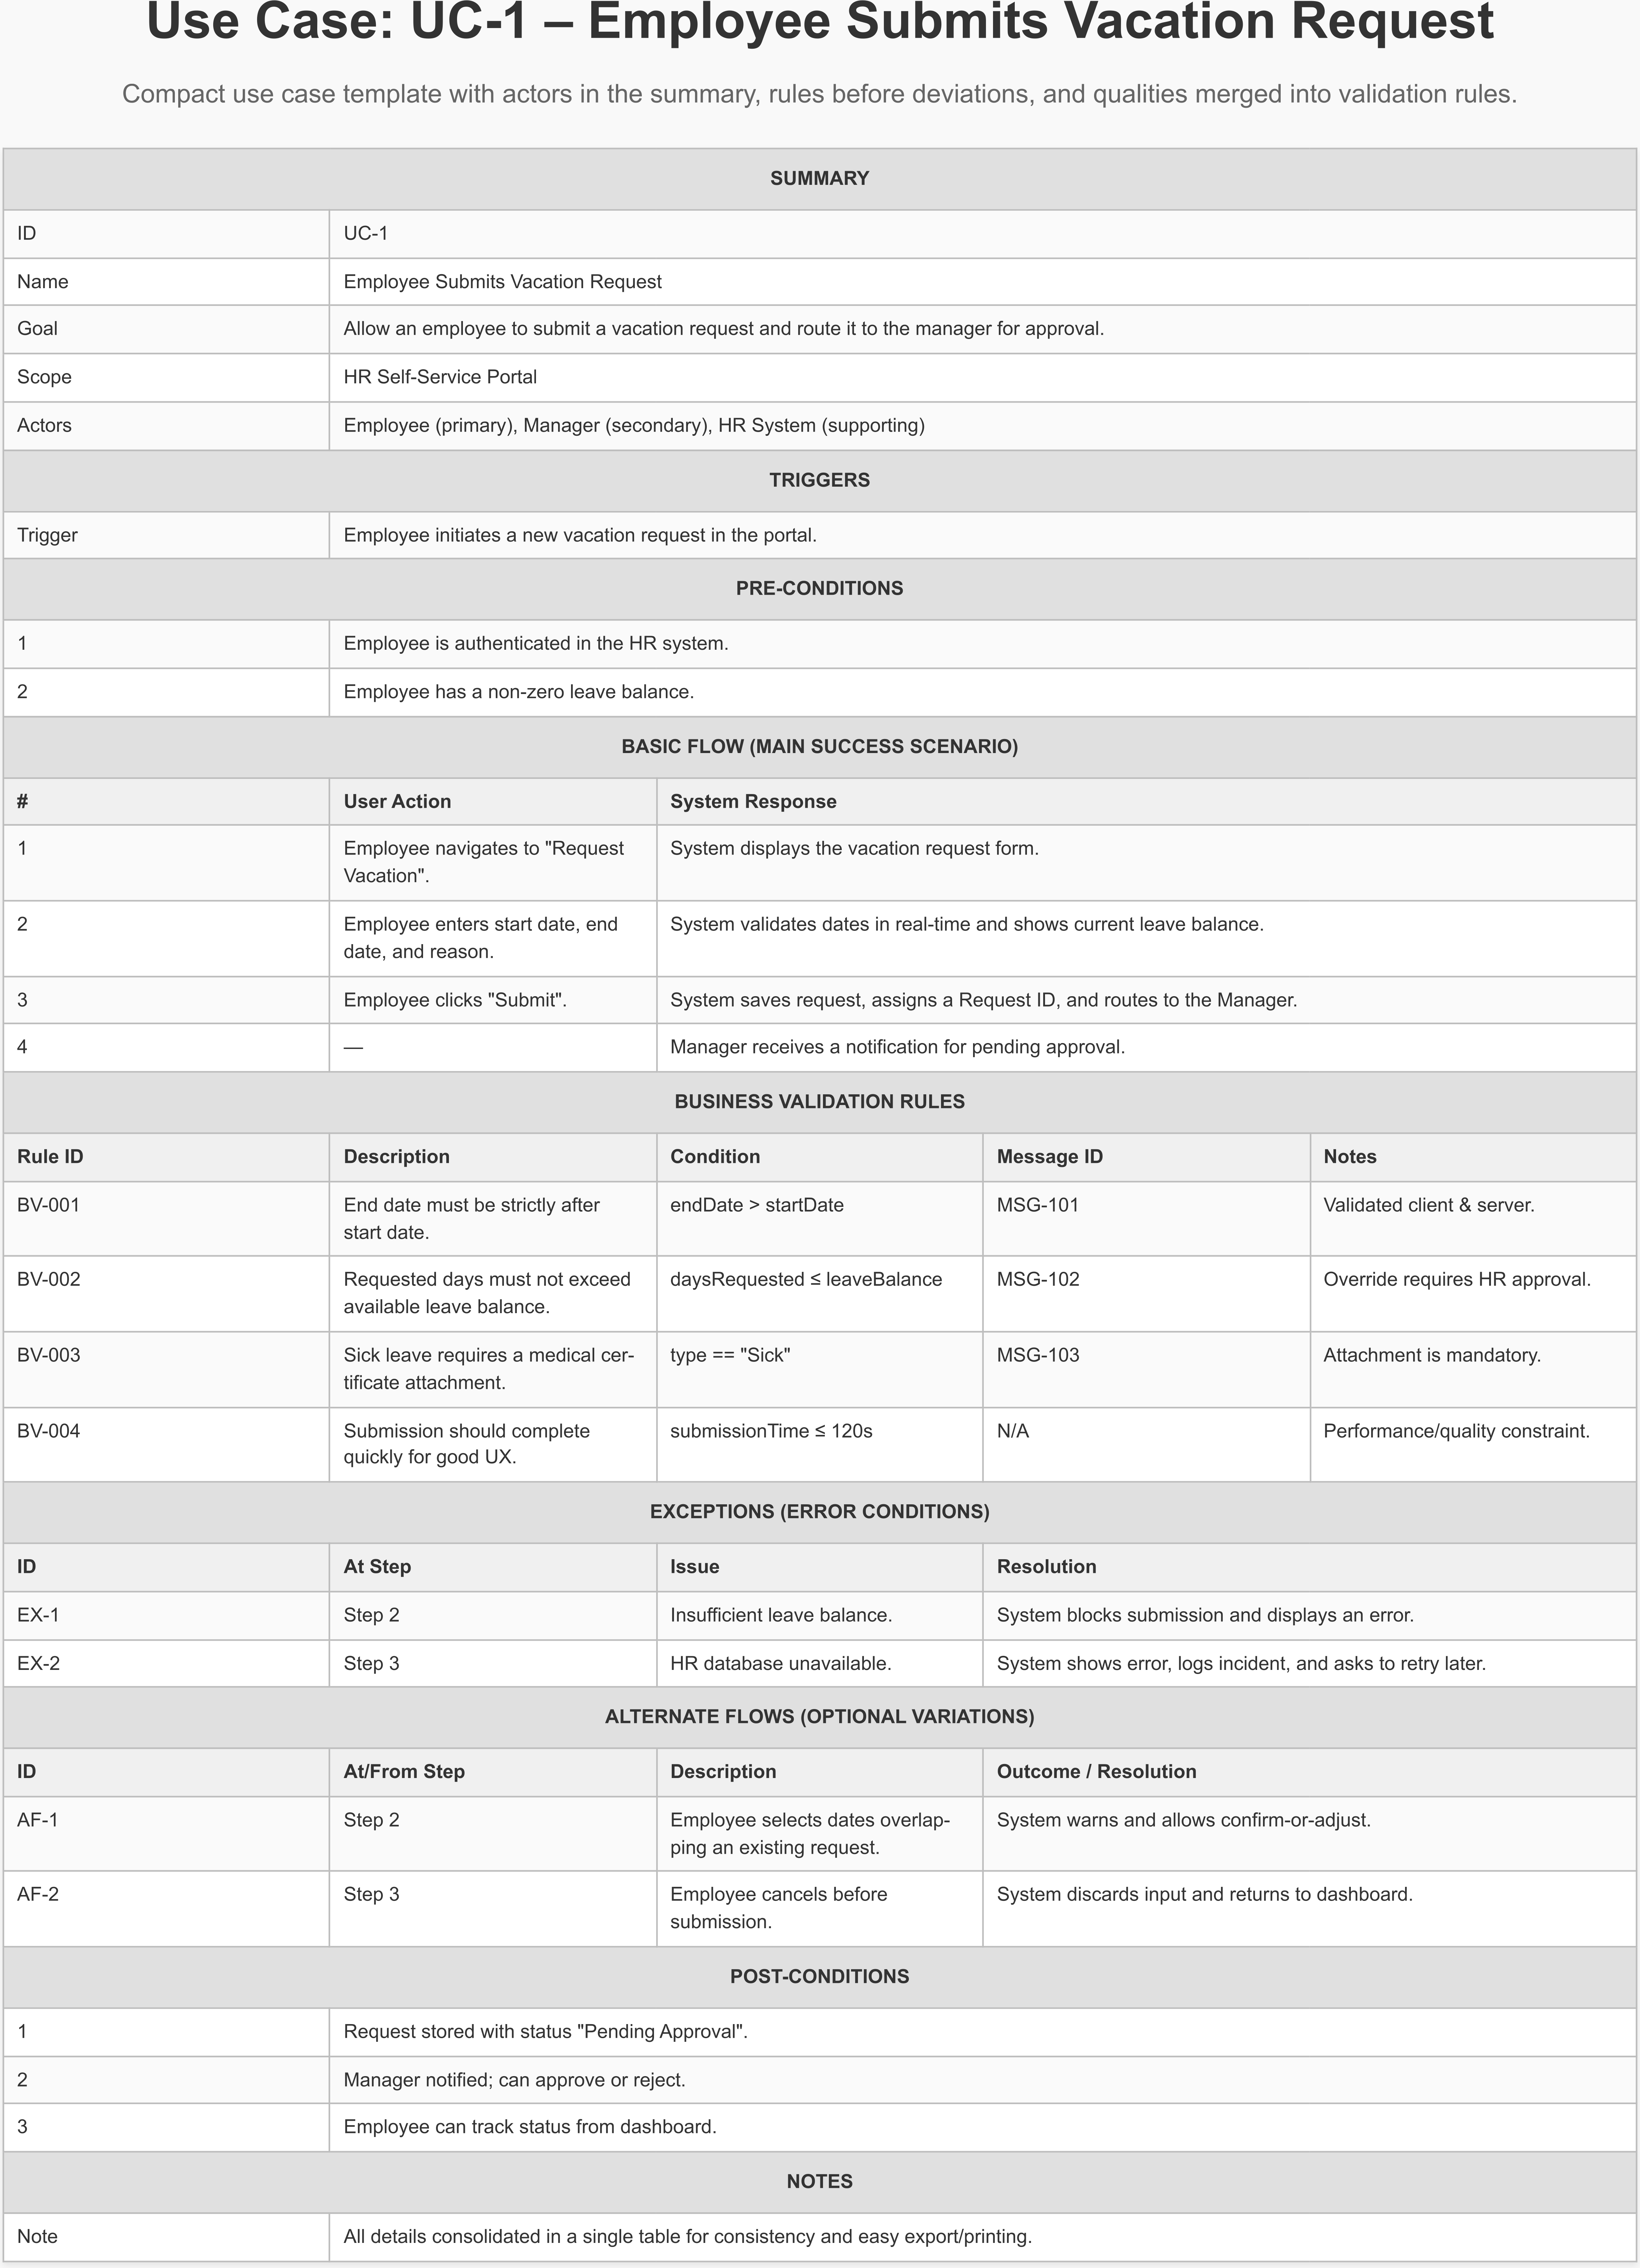 Use Case: UC-1 – Employee Submits Vacation Request
Compact use case template with actors in the summary, rules before deviations, and qualities merged into validation rules.
SUMMARY
ID UC-1
Name Employee Submits Vacation Request
Goal Allow an employee to submit a vacation request and route it to the manager for approval.
Scope HR Self-Service Portal
Actors Employee (primary), Manager (secondary), HR System (supporting)
TRIGGERS
Trigger Employee initiates a new vacation request in the portal.
PRE-CONDITIONS
1 Employee is authenticated in the HR system.
2 Employee has a non-zero leave balance.
BASIC FLOW (MAIN SUCCESS SCENARIO)
# User Action System Response
1 Employee navigates to "Request System displays the vacation request form.
Vacation".
2 Employee enters start date, end System validates dates in real-time and shows current leave balance.
date, and reason.
3 Employee clicks "Submit". System saves request, assigns a Request ID, and routes to the Manager.
4 — Manager receives a notification for pending approval.
BUSINESS VALIDATION RULES
Rule ID Description Condition Message ID Notes
BV-001 End date must be strictly after endDate > startDate MSG-101 Validated client & server.
start date.
BV-002 Requested days must not exceed daysRequested ≤ leaveBalance MSG-102 Override requires HR approval.
available leave balance.
BV-003 Sick leave requires a medical cer- type == "Sick" MSG-103 Attachment is mandatory.
tificate attachment.
BV-004 Submission should complete submissionTime ≤ 120s N/A Performance/quality constraint.
quickly for good UX.
EXCEPTIONS (ERROR CONDITIONS)
ID At Step Issue Resolution
EX-1 Step 2 Insufficient leave balance. System blocks submission and displays an error.
EX-2 Step 3 HR database unavailable. System shows error, logs incident, and asks to retry later.
ALTERNATE FLOWS (OPTIONAL VARIATIONS)
ID At/From Step Description Outcome / Resolution
AF-1 Step 2 Employee selects dates overlap- System warns and allows confirm-or-adjust.
ping an existing request.
AF-2 Step 3 Employee cancels before System discards input and returns to dashboard.
submission.
POST-CONDITIONS
1 Request stored with status "Pending Approval".
2 Manager notified; can approve or reject.
3 Employee can track status from dashboard.
NOTES
Note All details consolidated in a single table for consistency and easy export/printing.